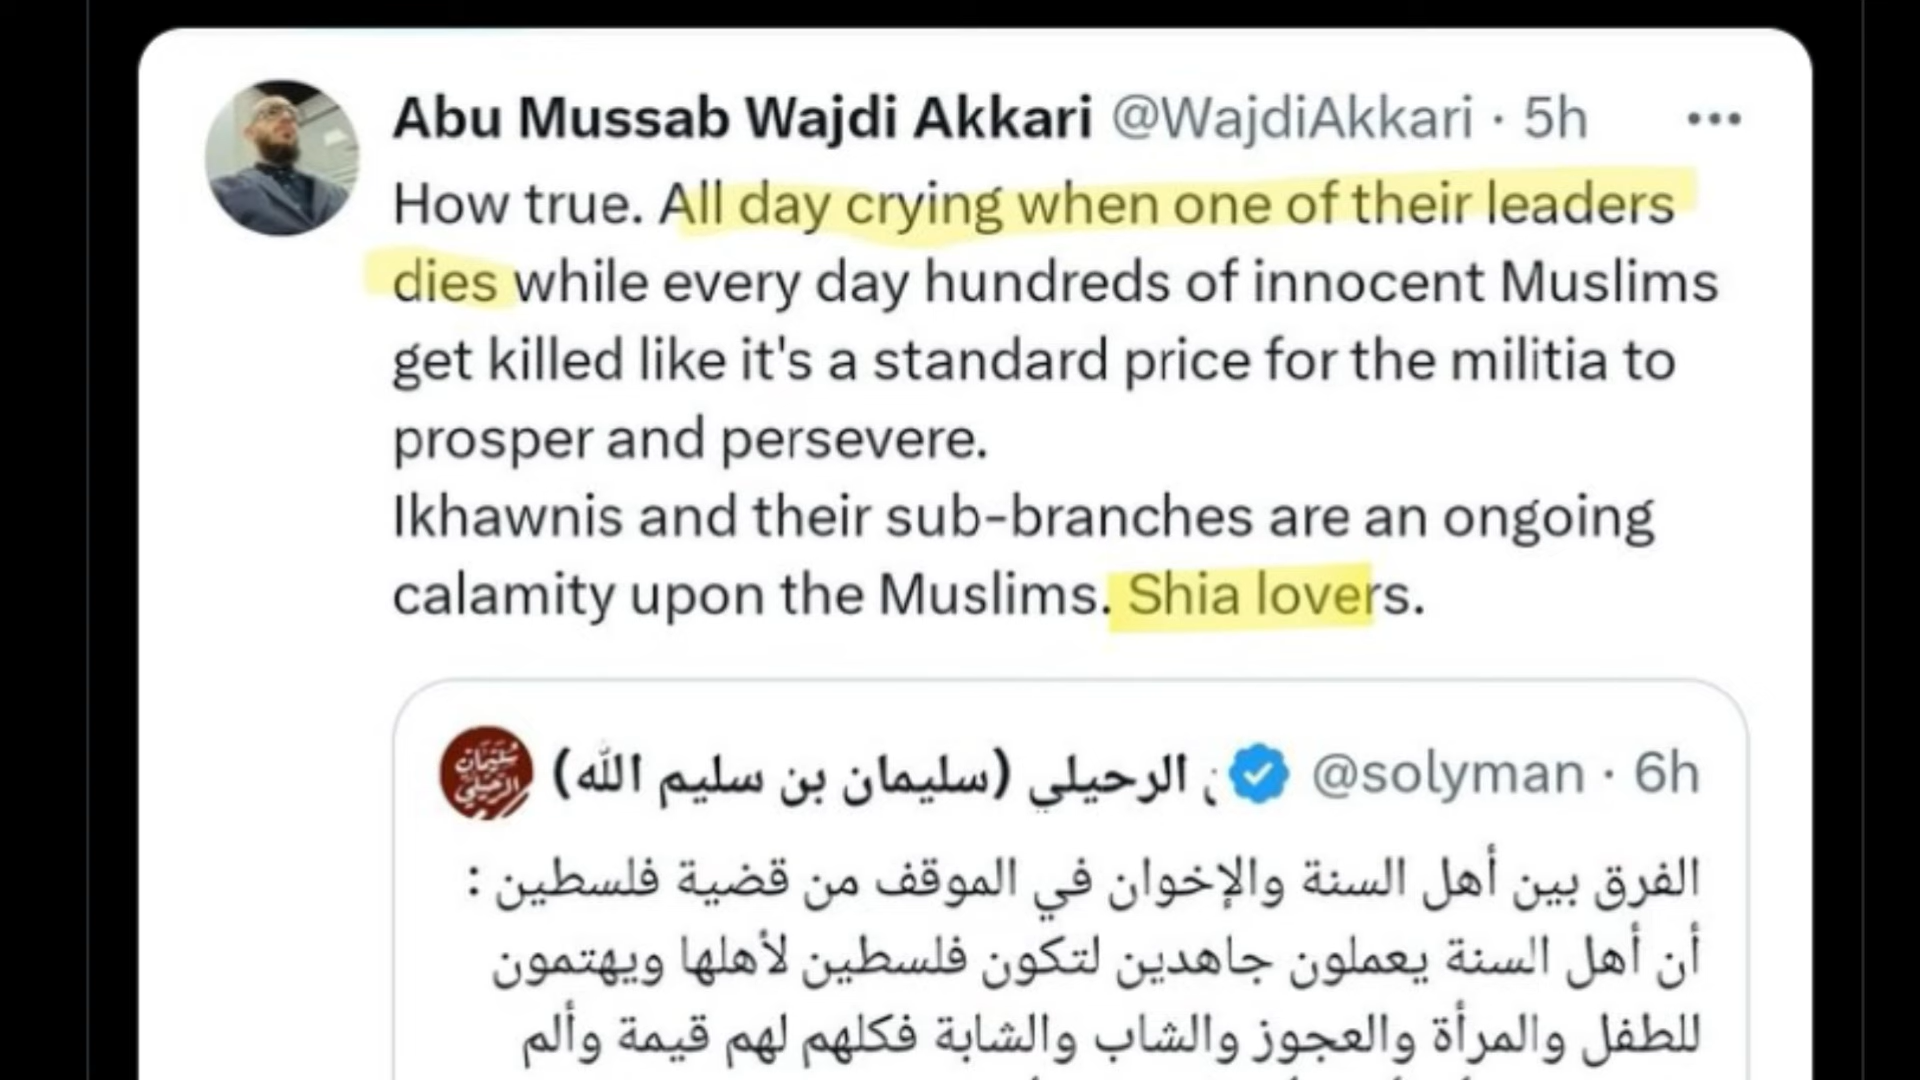 Abu Mussab Wajdi Akkari @WajdiAkkari · 5h
How true. All day crying when one of their leaders
dies while every day hundreds of innocent Muslims
get killed like it's a standard price for the militia to
prosper and persevere.
Ikhawnis and their sub-branches are an ongoing
calamity upon the Muslims. Shia lovers.
سليمان الرحيلي
الرحيلي (سليمان بن سليم الله) @solyman · 6h
الفرق بين أهل السنة والإخوان في الموقف من قضية فلسطين :
أن أهل السنة يعملون جاهدين لتكون فلسطين لأهلها ويهتمون
للطفل والمرأة والعجوز والشاب والشابة فكلهم لهم قيمة وألم